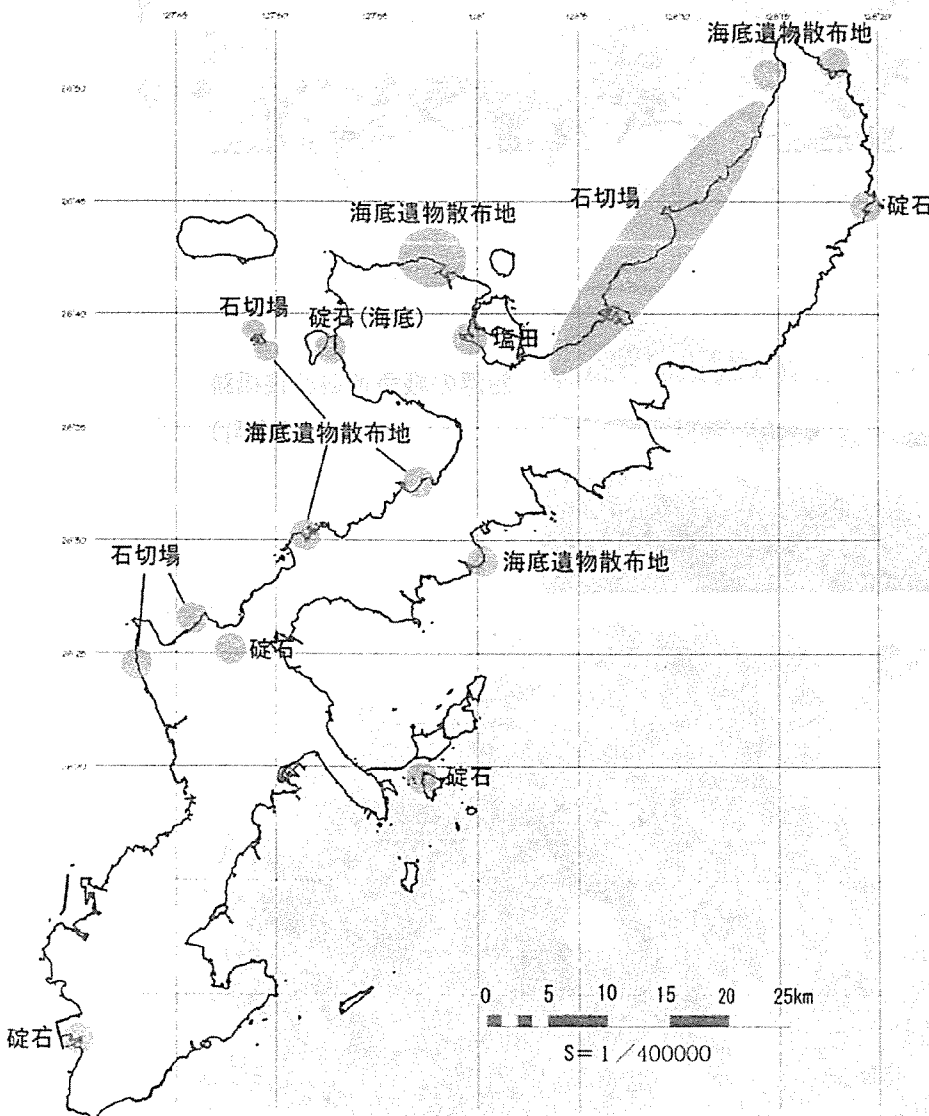 海底遺物散布地
石切場
碇石
海底遺物散布地
石切場
碇石(海底)
塩田
海底遺物散布地
石切場
海底遺物散布地
碇石
碇石
0 5 10 15 20 25km
S=1/400000
碇石